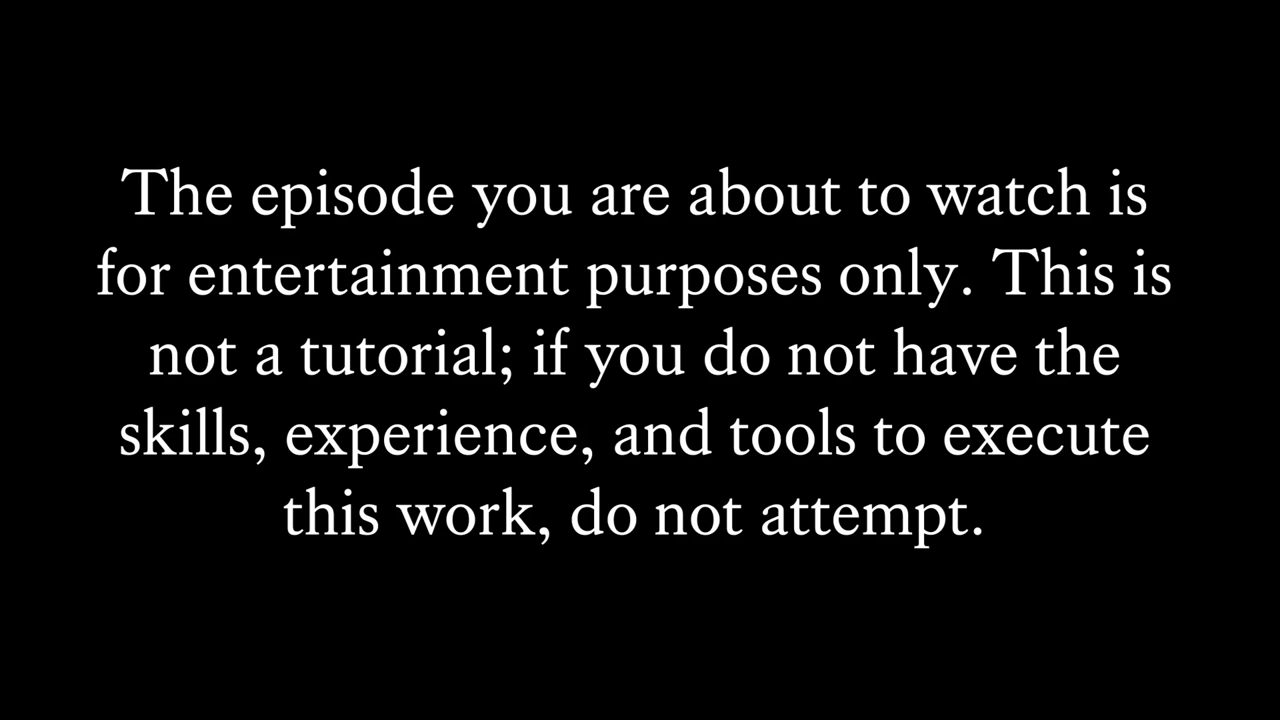 The episode you are about to watch is
for entertainment purposes only. This is
not a tutorial; if you do not have the
skills, experience, and tools to execute
this work, do not attempt.